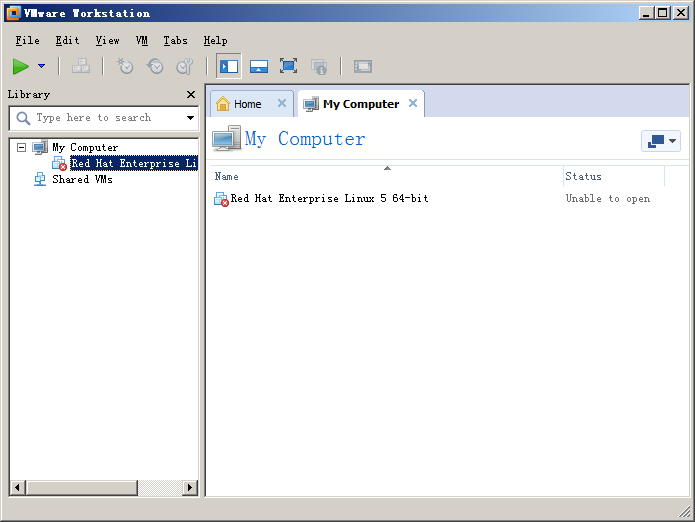 VMware Workstation
File Edit View VM Tabs Help
Library
Type here to search
My Computer
Red Hat Enterprise Li
Shared VMs
Home
My Computer
My Computer
Name Status
Red Hat Enterprise Linux 5 64-bit Unable to open